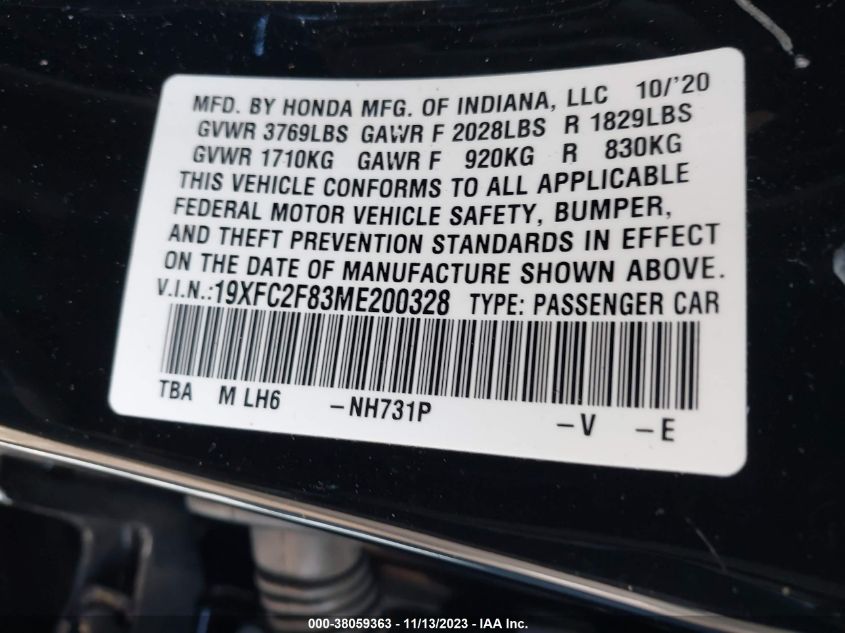 MFD. BY HONDA MFG. OF INDIANA, LLC 10/'20
GVWR 3769LBS GAWR F 2028LBS R 1829LBS
GVWR 1710KG GAWR F 920KG R 830KG
THIS VEHICLE CONFORMS TO ALL APPLICABLE
FEDERAL MOTOR VEHICLE SAFETY, BUMPER,
AND THEFT PREVENTION STANDARDS IN EFFECT
ON THE DATE OF MANUFACTURE SHOWN ABOVE.
V.I.N.:19XFC2F83ME200328 TYPE: PASSENGER CAR
TBA M LH6 –NH731P –V –E
000-38059363 - 11/13/2023 - IAA Inc.